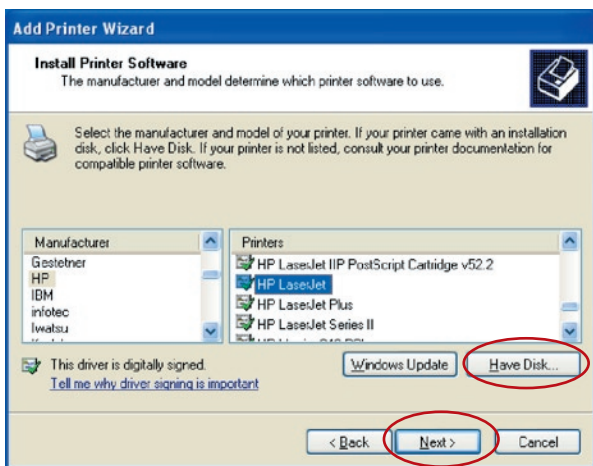 Add Printer Wizard
Install Printer Software
The manufacturer and model determine which printer software to use.
Select the manufacturer and model of your printer. If your printer came with an installation
disk, click Have Disk. If your printer is not listed, consult your printer documentation for
compatible printer software.
Manufacturer
Gestetner
HP
IBM
infotec
Iwatsu
Printers
HP LaserJet IIP PostScript Cartridge v52.2
HP LaserJet
HP LaserJet Plus
HP LaserJet Series II
This driver is digitally signed.
Tell me why driver signing is important
Windows Update
Have Disk...
< Back
Next >
Cancel